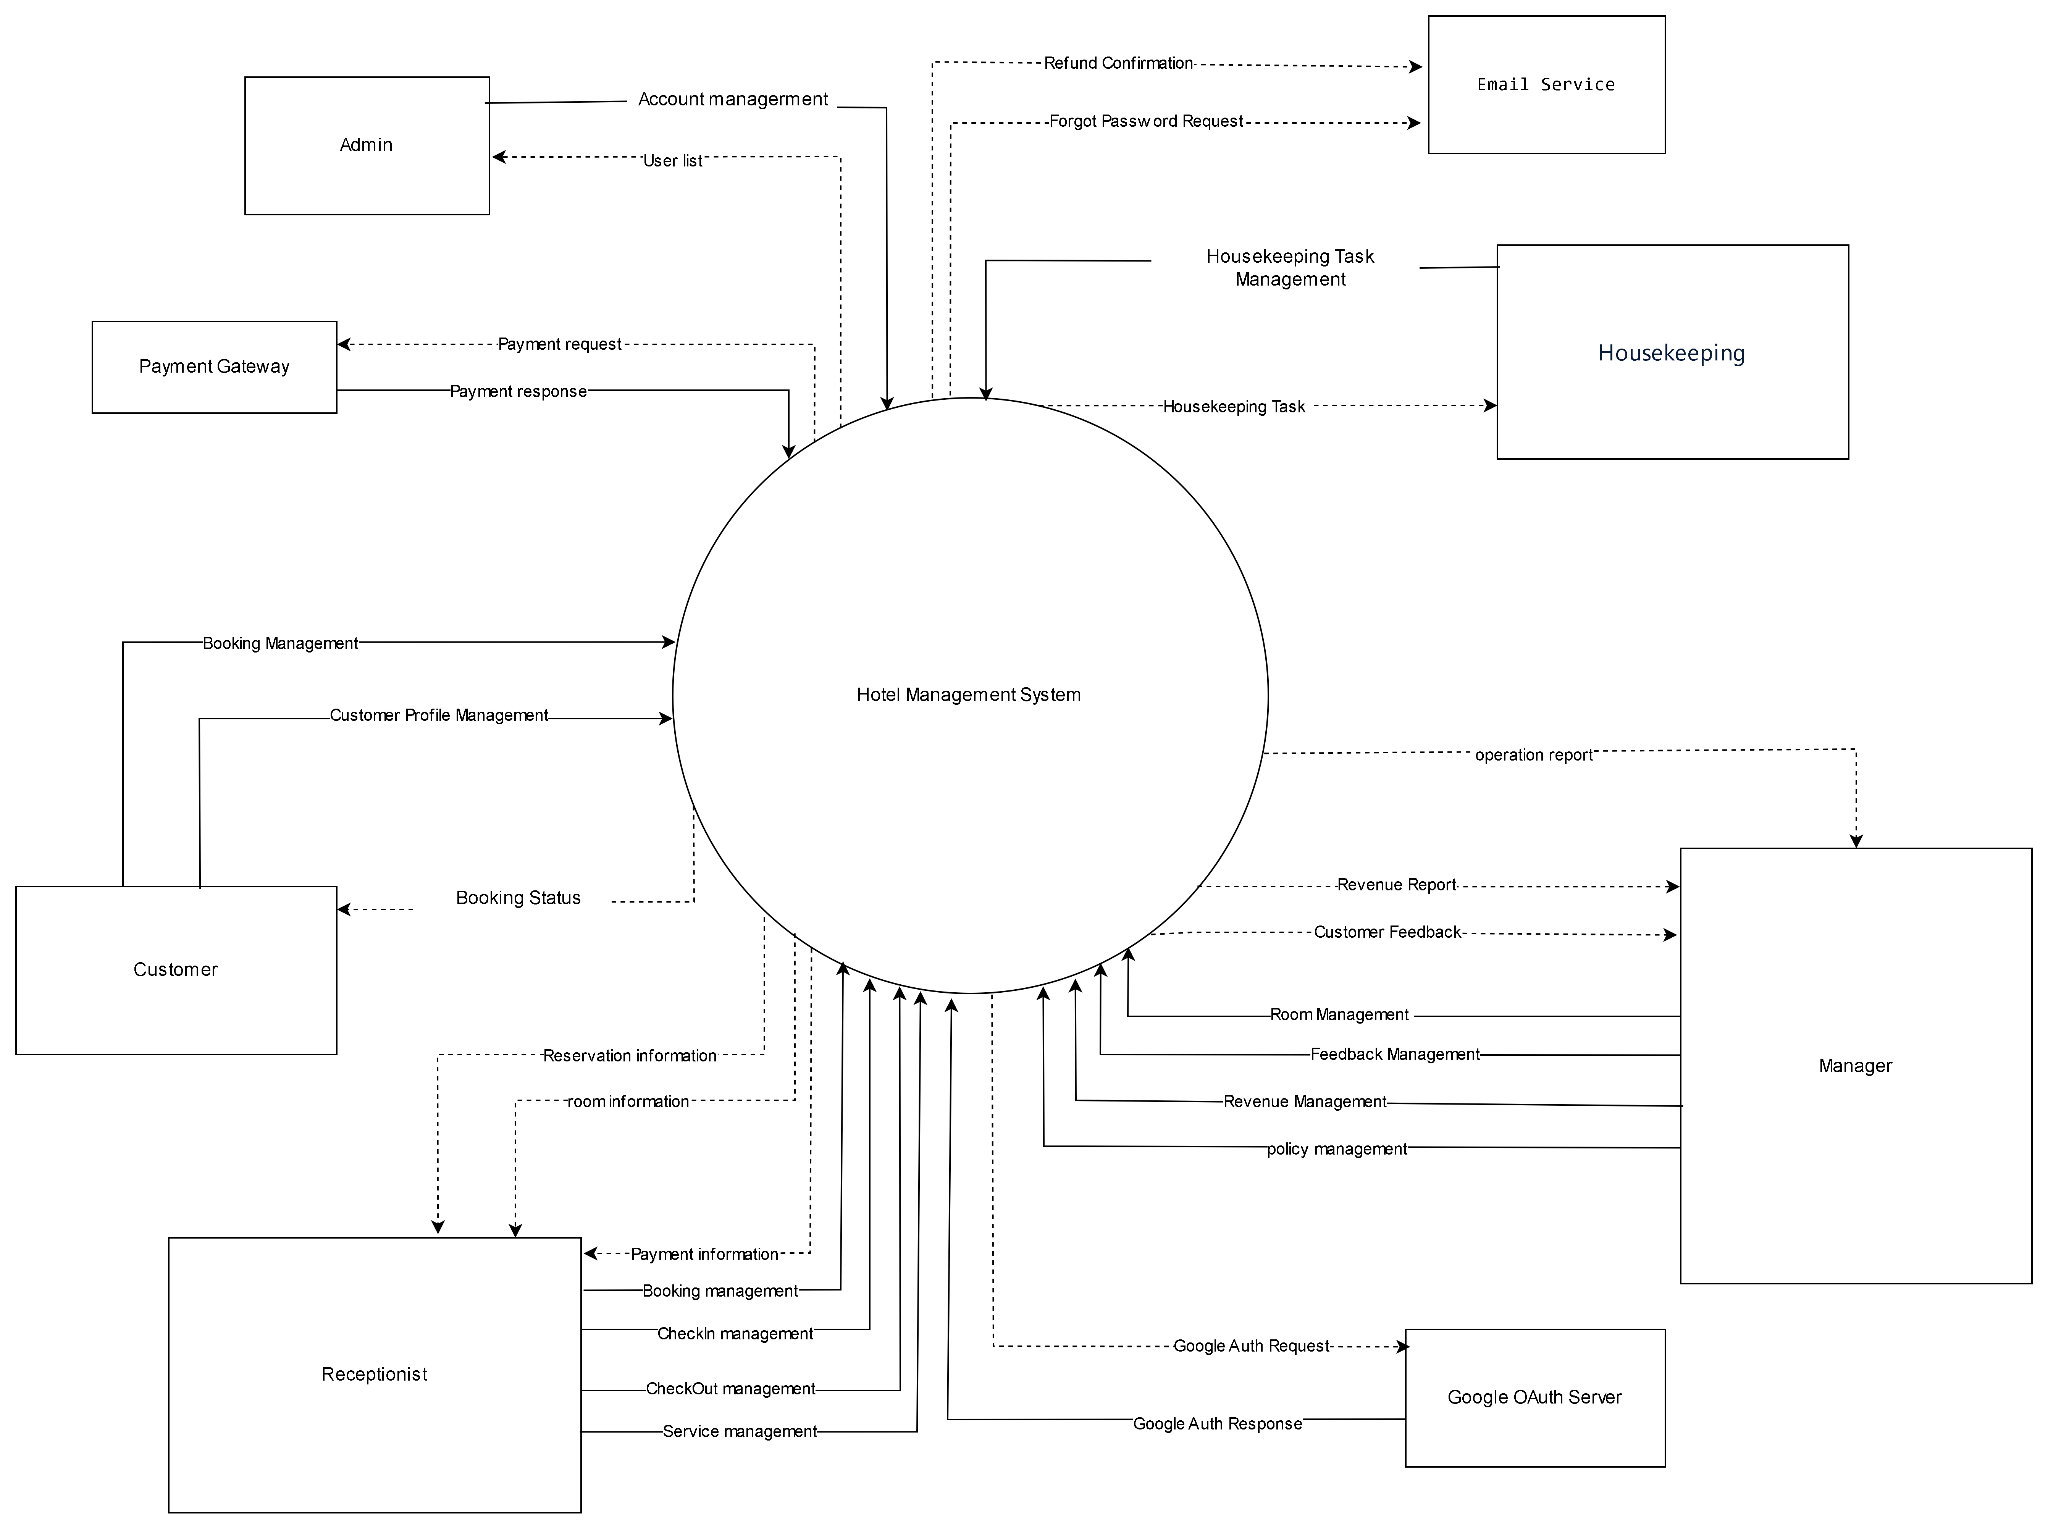 Refund Confirmation
Email Service
Account managerment
Forgot Password Request
Admin
User list
Housekeeping Task
Management
Payment request
Housekeeping
Payment Gateway
Payment response
Housekeeping Task
Booking Management
Hotel Management System
Customer Profile Management
operation report
Revenue Report
Booking Status
Customer Feedback
Customer
Room Management
Reservation information
Feedback Management
Manager
room information
Revenue Management
policy management
Payment information
Booking management
CheckIn management
Google Auth Request
Receptionist
CheckOut management
Google OAuth Server
Google Auth Response
Service management